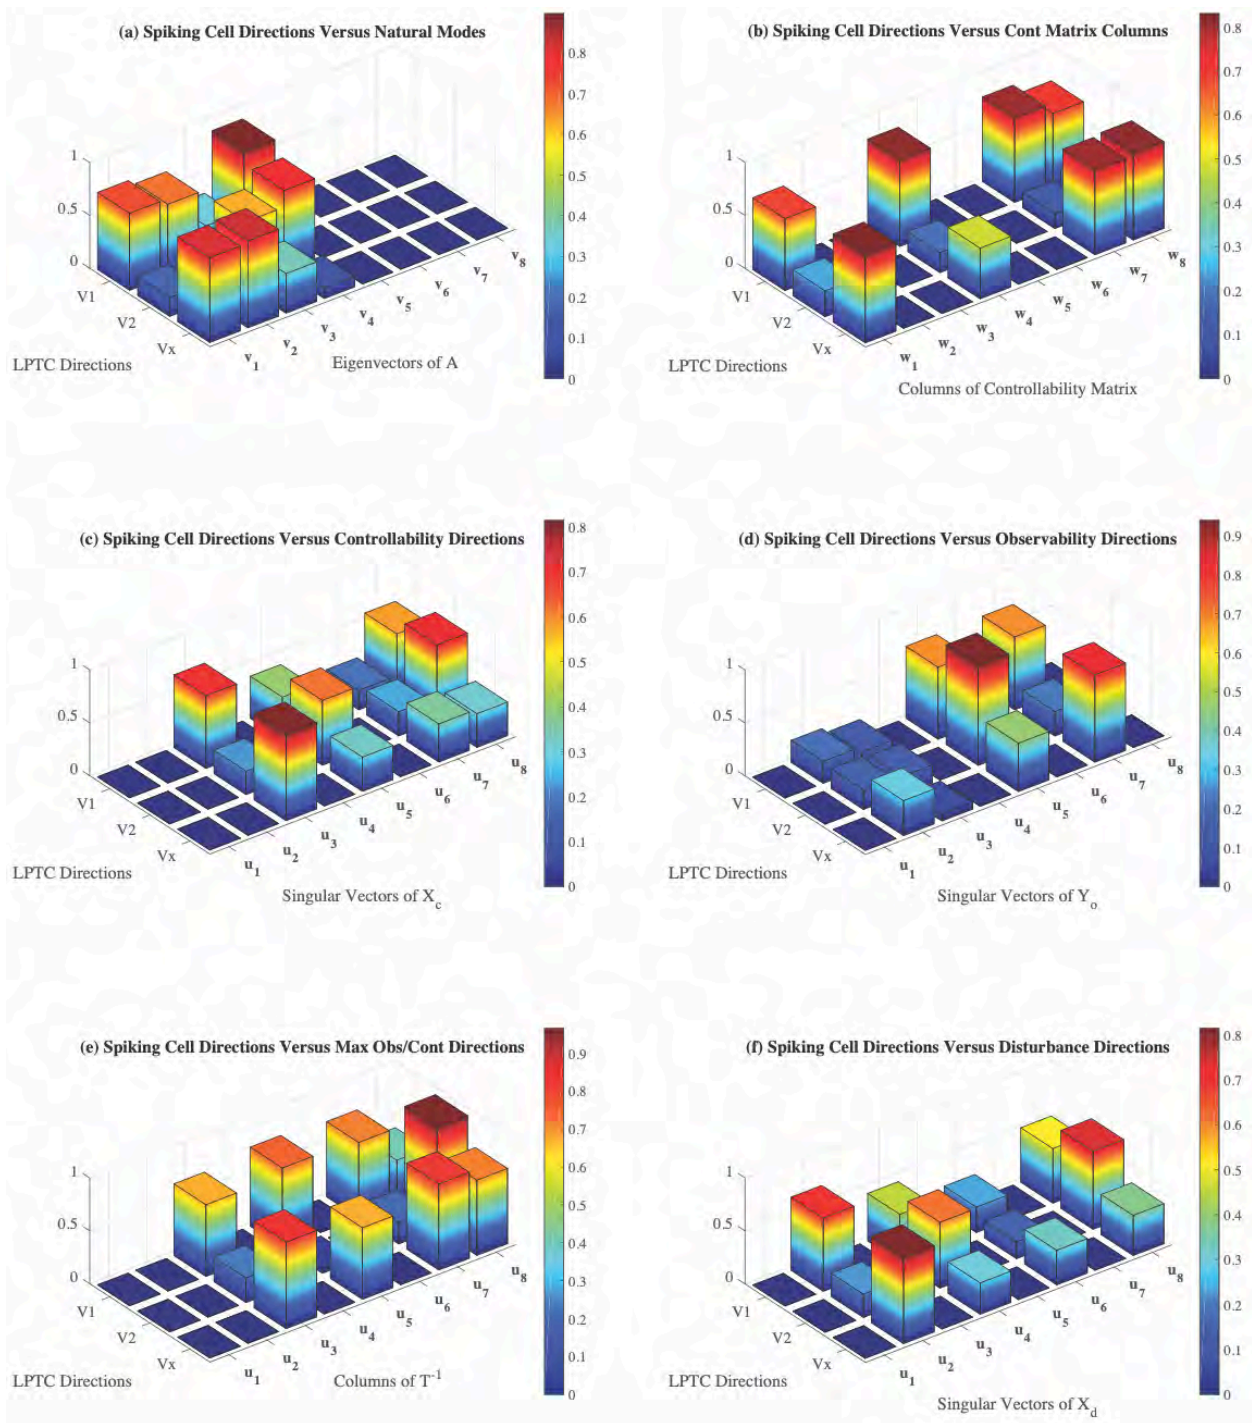 (a) Spiking Cell Directions Versus Natural Modes
0.8
0.7
0.6
0.5
0.4
0.3
0.2
0.1
0
1
0.5
0
V1
V2
Vx
v1
v2
v3
v4
v5
v6
v7
v8
LPTC Directions
Eigenvectors of A
(b) Spiking Cell Directions Versus Cont Matrix Columns
0.8
0.7
0.6
0.5
0.4
0.3
0.2
0.1
0
1
0.5
0
V1
V2
Vx
w1
w2
w3
w4
w5
w6
w7
w8
LPTC Directions
Columns of Controllability Matrix
(c) Spiking Cell Directions Versus Controllability Directions
0.8
0.7
0.6
0.5
0.4
0.3
0.2
0.1
0
1
0.5
0
V1
V2
Vx
u1
u2
u3
u4
u5
u6
u7
u8
LPTC Directions
Singular Vectors of Xc
(d) Spiking Cell Directions Versus Observability Directions
0.9
0.8
0.7
0.6
0.5
0.4
0.3
0.2
0.1
0
1
0.5
0
V1
V2
Vx
u1
u2
u3
u4
u5
u6
u7
u8
LPTC Directions
Singular Vectors of Yo
(e) Spiking Cell Directions Versus Max Obs/Cont Directions
0.9
0.8
0.7
0.6
0.5
0.4
0.3
0.2
0.1
0
1
0.5
0
V1
V2
Vx
u1
u2
u3
u4
u5
u6
u7
u8
LPTC Directions
Columns of T-1
(f) Spiking Cell Directions Versus Disturbance Directions
0.8
0.7
0.6
0.5
0.4
0.3
0.2
0.1
0
1
0.5
0
V1
V2
Vx
u1
u2
u3
u4
u5
u6
u7
u8
LPTC Directions
Singular Vectors of Xd